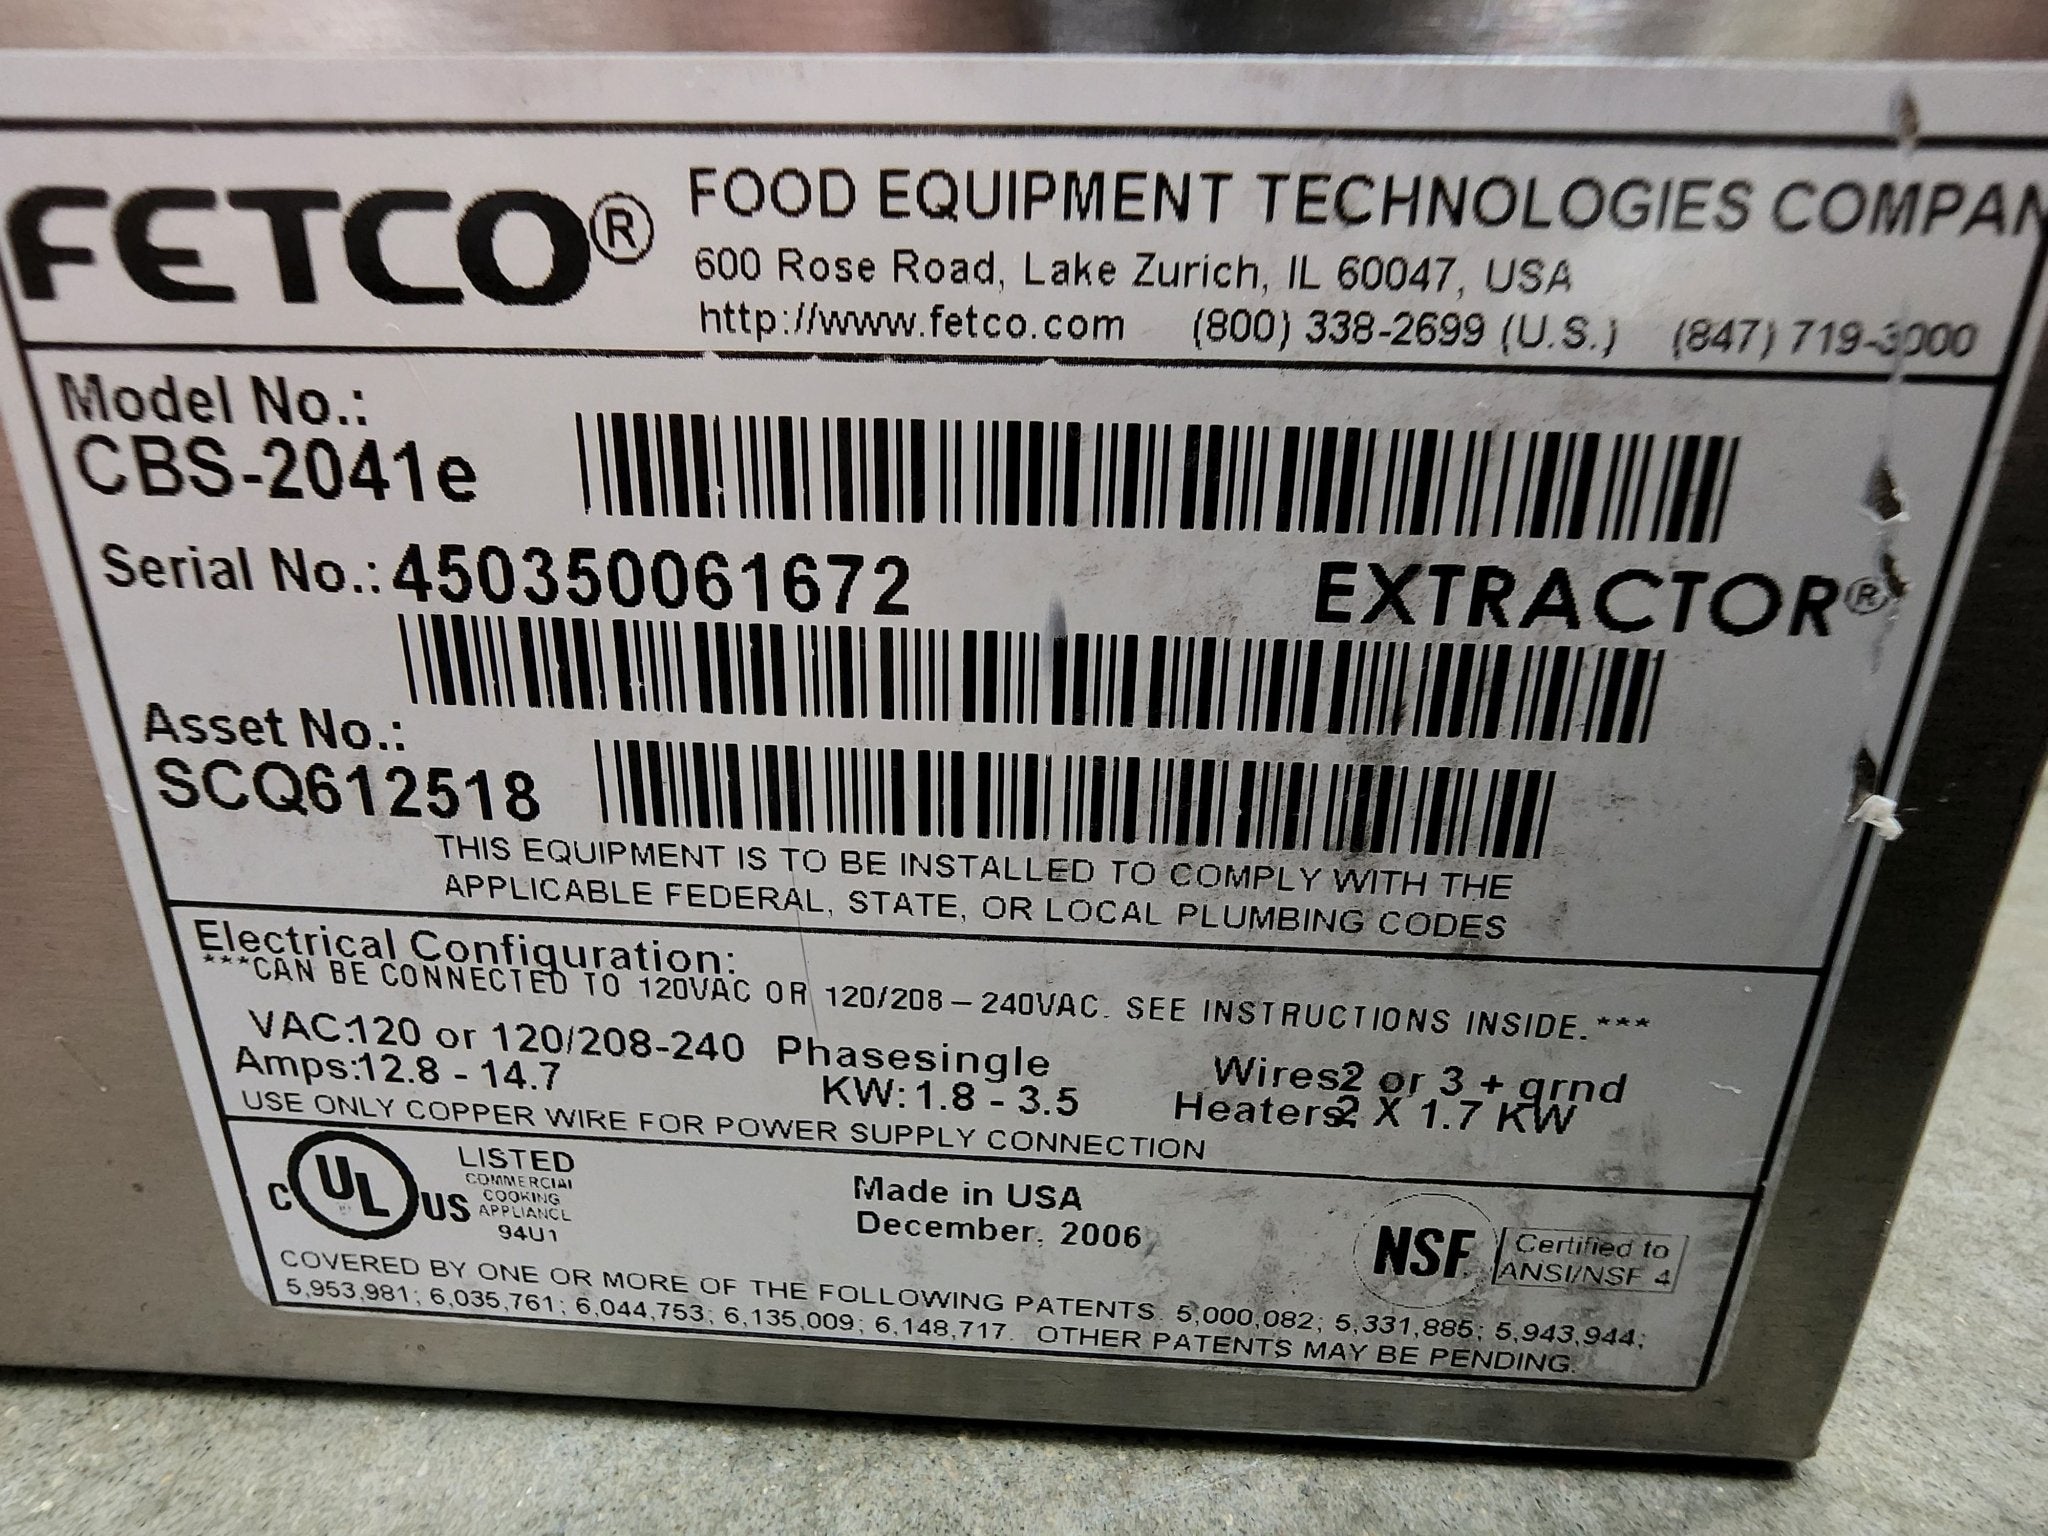 FETCO® FOOD EQUIPMENT TECHNOLOGIES COMPAN
600 Rose Road, Lake Zurich, IL 60047, USA
http://www.fetco.com (800) 338-2699 (U.S.) (847) 719-3000
Model No.:
CBS-2041e
Serial No.: 450350061672
EXTRACTOR®
Asset No.:
SCQ612518
THIS EQUIPMENT IS TO BE INSTALLED TO COMPLY WITH THE
APPLICABLE FEDERAL, STATE, OR LOCAL PLUMBING CODES
Electrical Configuration:
***CAN BE CONNECTED TO 120VAC OR 120/208-240VAC. SEE INSTRUCTIONS INSIDE.***
VAC:120 or 120/208-240 Phasesingle Wires2 or 3 + grnd
Amps:12.8 - 14.7 KW:1.8 - 3.5 Heaters2 X 1.7 KW
USE ONLY COPPER WIRE FOR POWER SUPPLY CONNECTION
C UL US LISTED
COMMERCIAL
COOKING
APPLIANCE
94U1
Made in USA
December, 2006
NSF Certified to
ANSI/NSF 4
COVERED BY ONE OR MORE OF THE FOLLOWING PATENTS. 5,000,082; 5,331,885; 5,943,944;
5,953,981; 6,035,761; 6,044,753; 6,135,009; 6,148,717. OTHER PATENTS MAY BE PENDING.